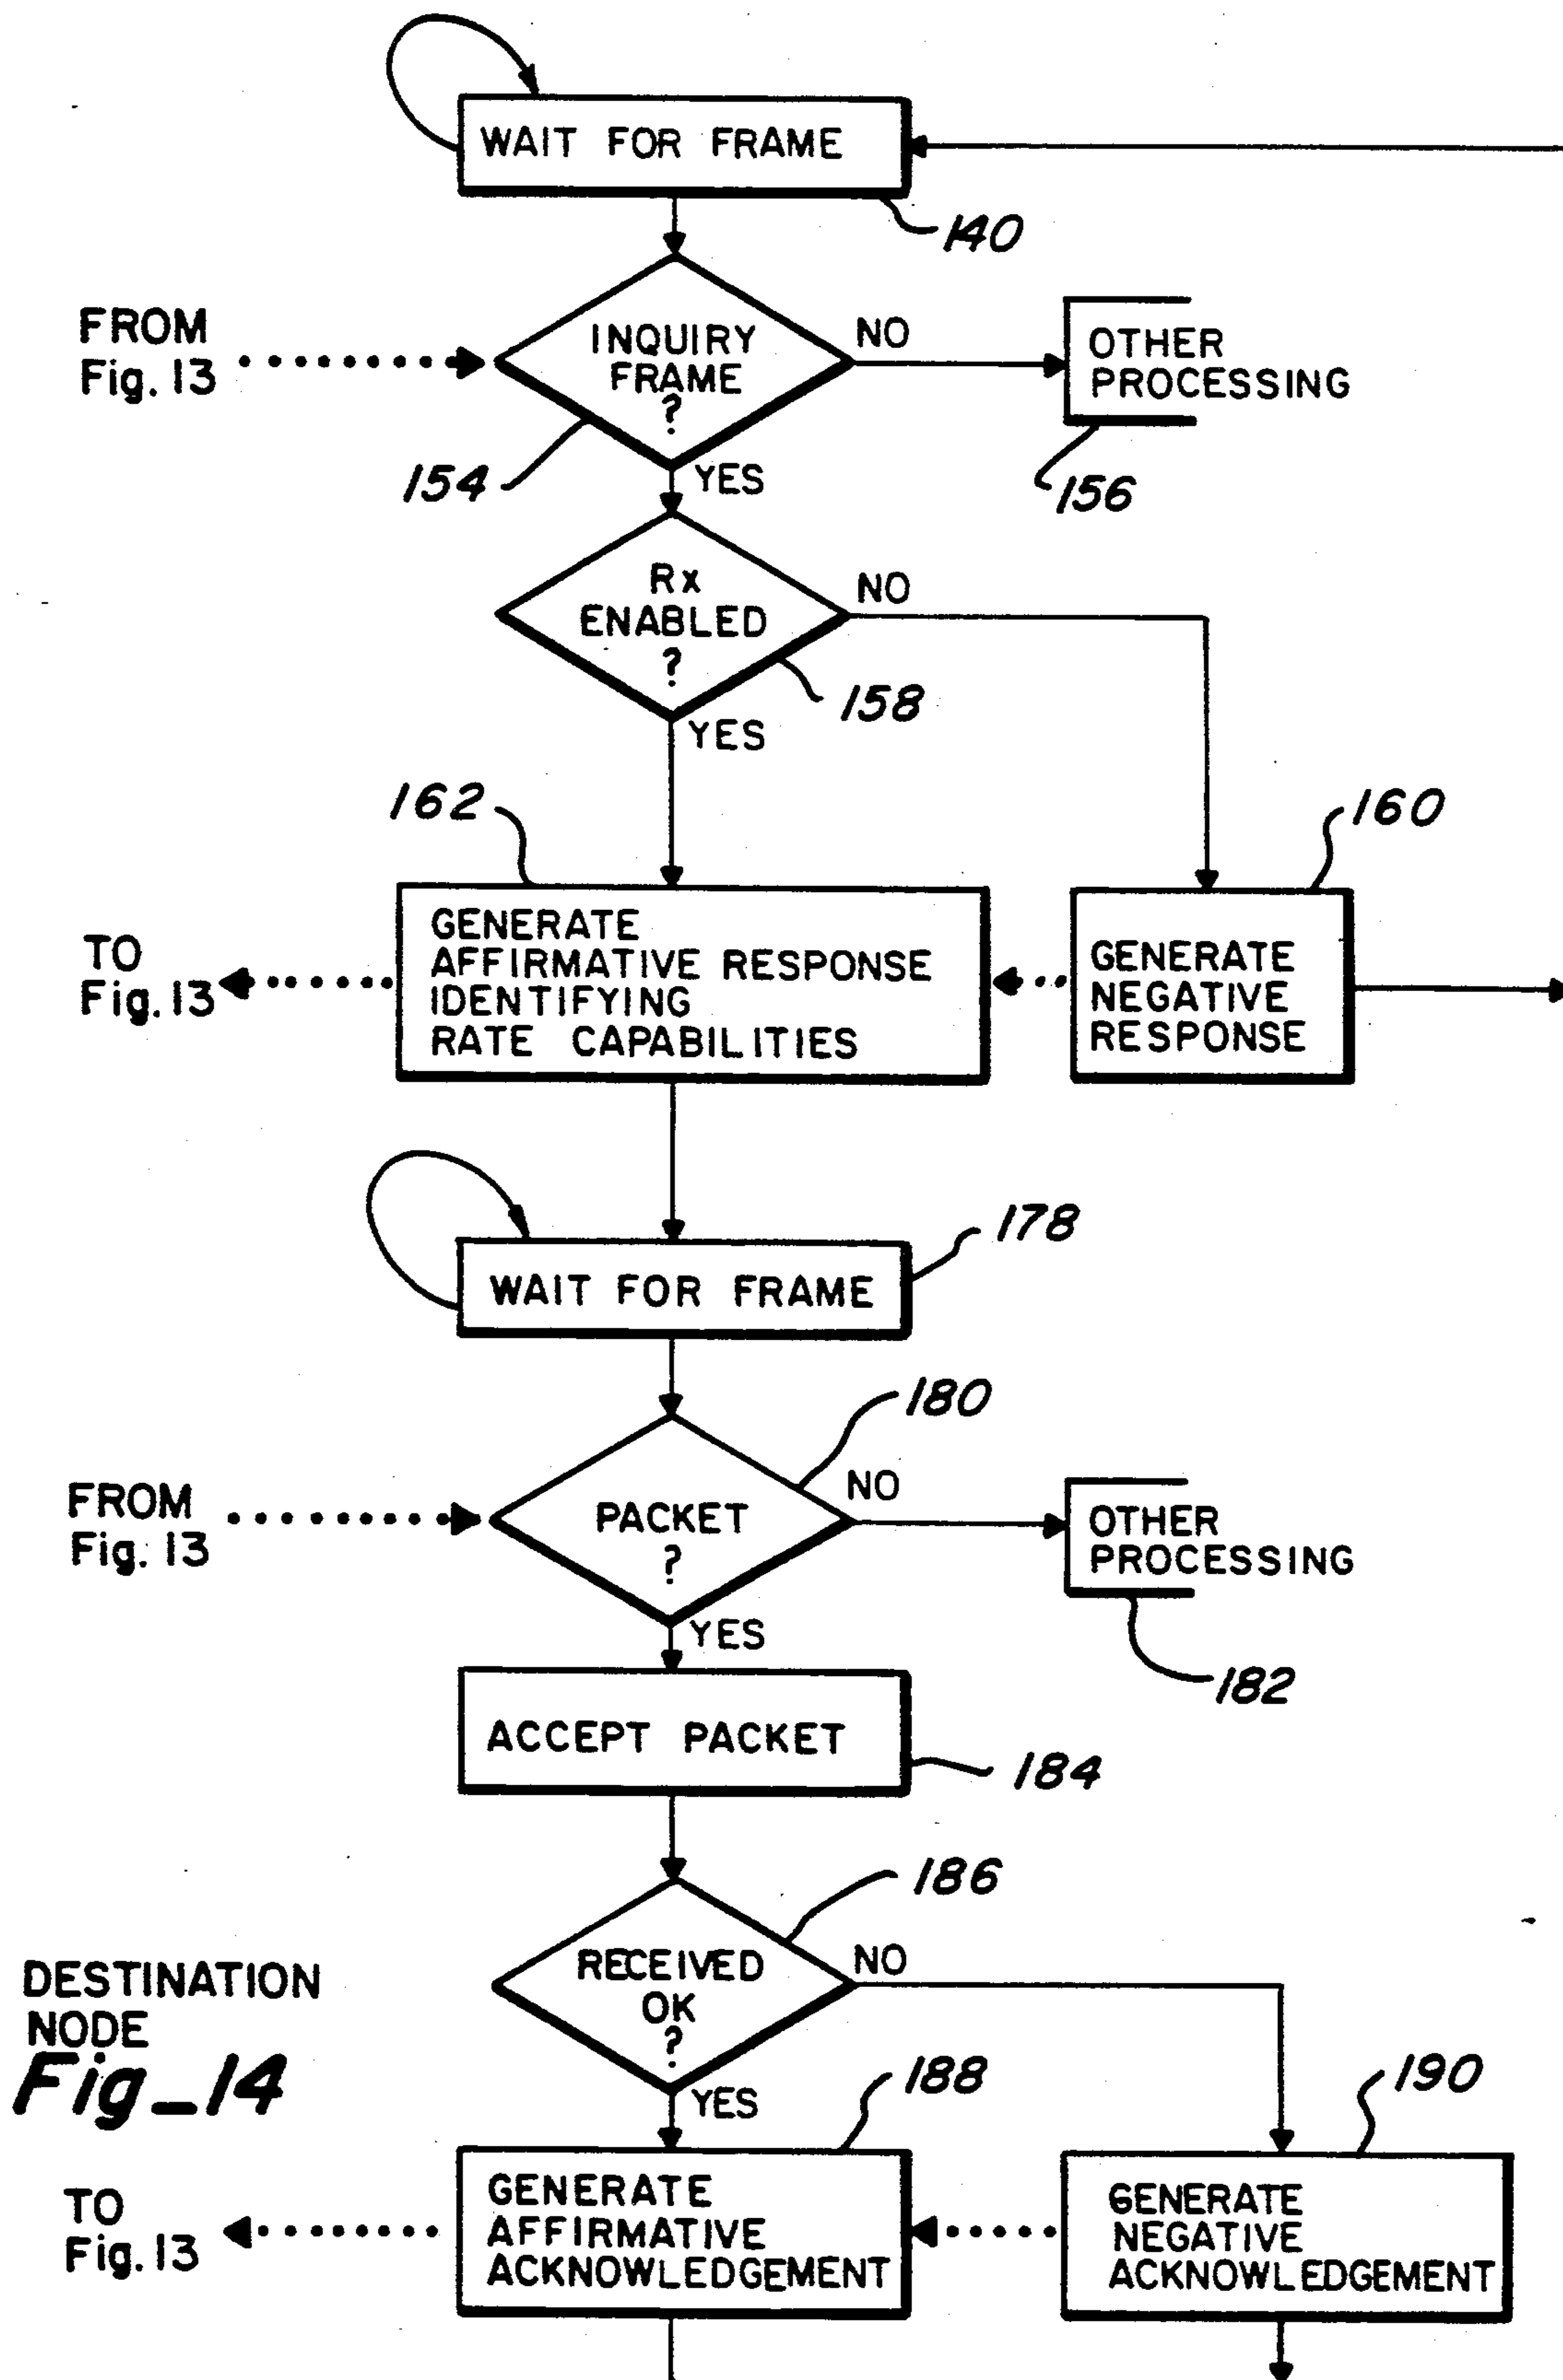 WAIT FOR FRAME
140
FROM
Fig. 13
INQUIRY
FRAME
?
NO
OTHER
PROCESSING
154
YES
156
Rx
ENABLED
?
NO
158
YES
162
160
TO
Fig. 13
GENERATE
AFFIRMATIVE RESPONSE
IDENTIFYING
RATE CAPABILITIES
GENERATE
NEGATIVE
RESPONSE
178
WAIT FOR FRAME
180
FROM
Fig. 13
PACKET
?
NO
OTHER
PROCESSING
YES
182
ACCEPT PACKET
184
186
RECEIVED
OK
?
NO
DESTINATION
NODE
Fig_14
YES
188
190
TO
Fig. 13
GENERATE
AFFIRMATIVE
ACKNOWLEDGEMENT
GENERATE
NEGATIVE
ACKNOWLEDGEMENT